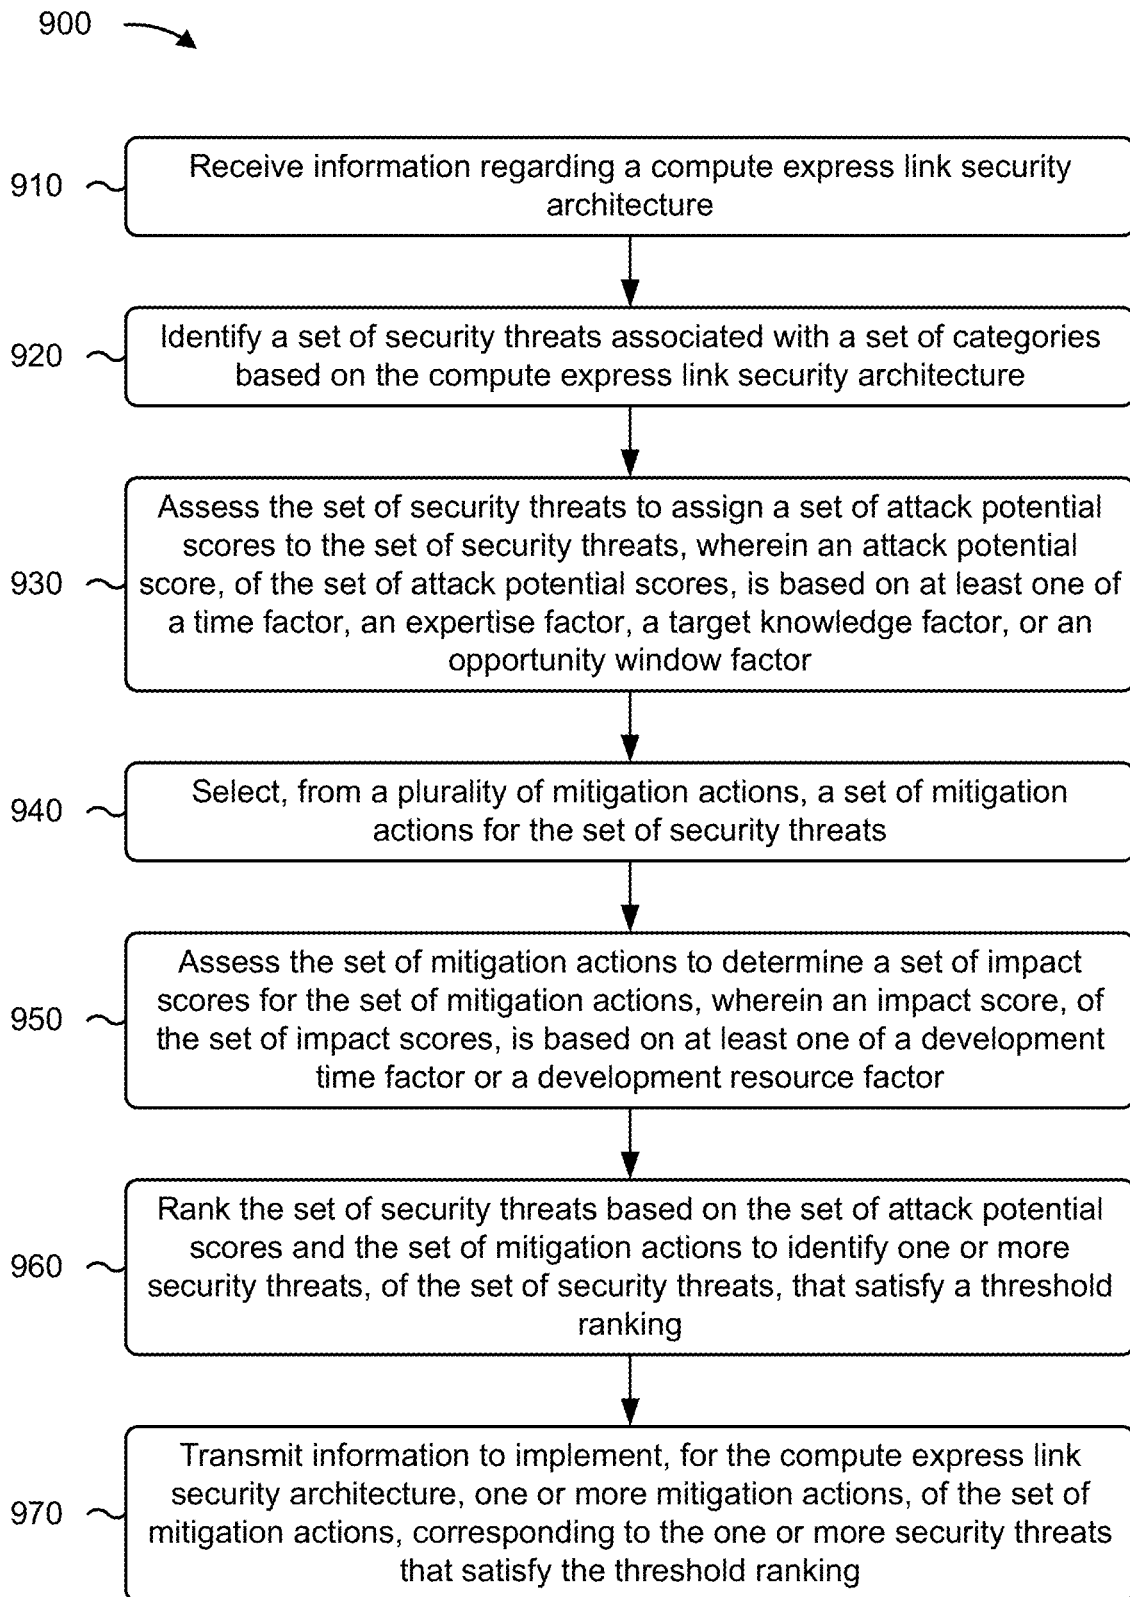 900
910
Receive information regarding a compute express link security
architecture
920
Identify a set of security threats associated with a set of categories
based on the compute express link security architecture
930
Assess the set of security threats to assign a set of attack potential
scores to the set of security threats, wherein an attack potential
score, of the set of attack potential scores, is based on at least one of
a time factor, an expertise factor, a target knowledge factor, or an
opportunity window factor
940
Select, from a plurality of mitigation actions, a set of mitigation
actions for the set of security threats
950
Assess the set of mitigation actions to determine a set of impact
scores for the set of mitigation actions, wherein an impact score, of
the set of impact scores, is based on at least one of a development
time factor or a development resource factor
960
Rank the set of security threats based on the set of attack potential
scores and the set of mitigation actions to identify one or more
security threats, of the set of security threats, that satisfy a threshold
ranking
970
Transmit information to implement, for the compute express link
security architecture, one or more mitigation actions, of the set of
mitigation actions, corresponding to the one or more security threats
that satisfy the threshold ranking